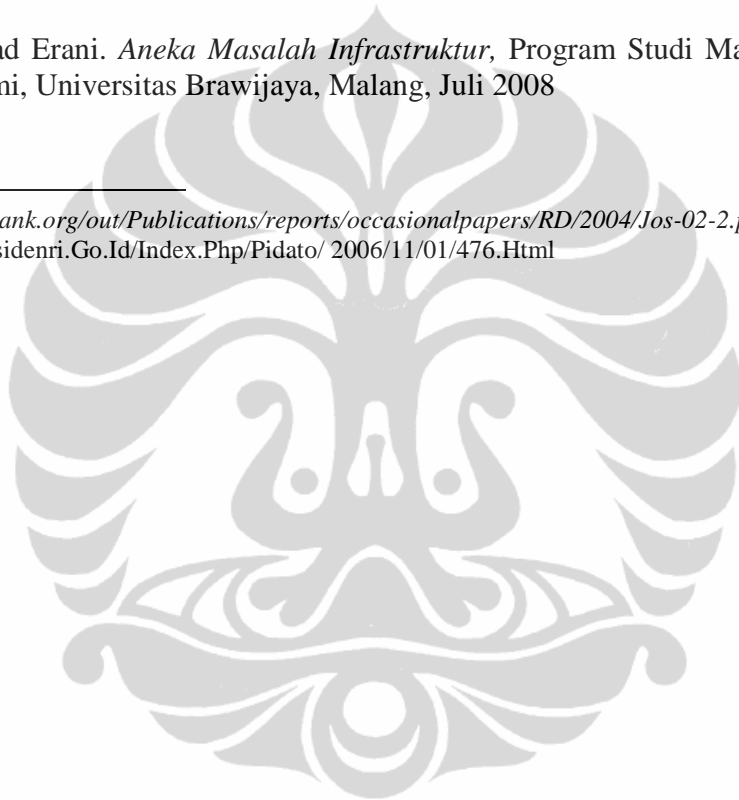 ad Erani. Aneka Masalah Infrastruktur, Program Studi Ma
mi, Universitas Brawijaya, Malang, Juli 2008
ank.org/out/Publications/reports/occasionalpapers/RD/2004/Jos-02-2.p
sidenri.Go.Id/Index.Php/Pidato/ 2006/11/01/476.Html